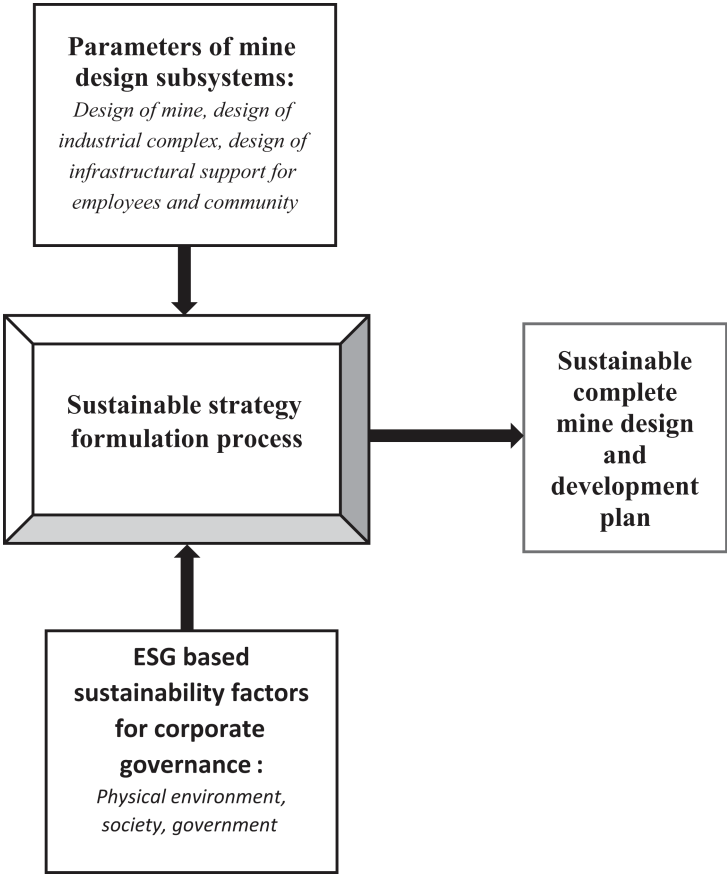 Parameters of mine
design subsystems:
Design of mine, design of
industrial complex, design of
infrastructural support for
employees and community
Sustainable strategy
formulation process
Sustainable
complete
mine design
and
development
plan
ESG based
sustainability factors
for corporate
governance :
Physical environment,
society, government